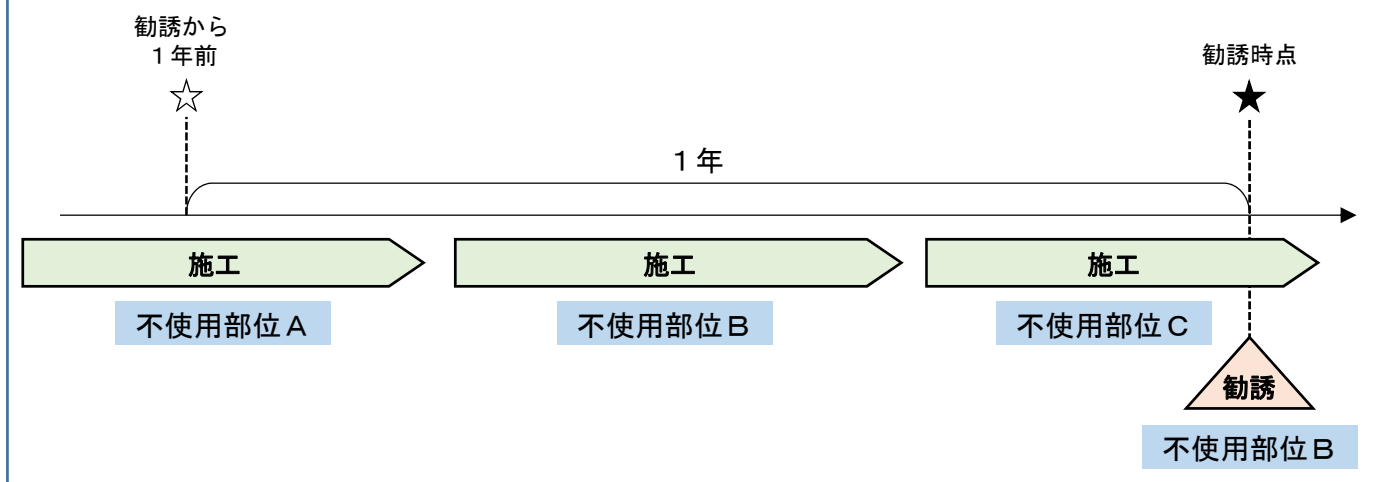 勧誘から
１年前
勧誘時点
☆
★
１年
施工
施工
施工
不使用部位Ａ
不使用部位Ｂ
不使用部位Ｃ
勧誘
不使用部位Ｂ